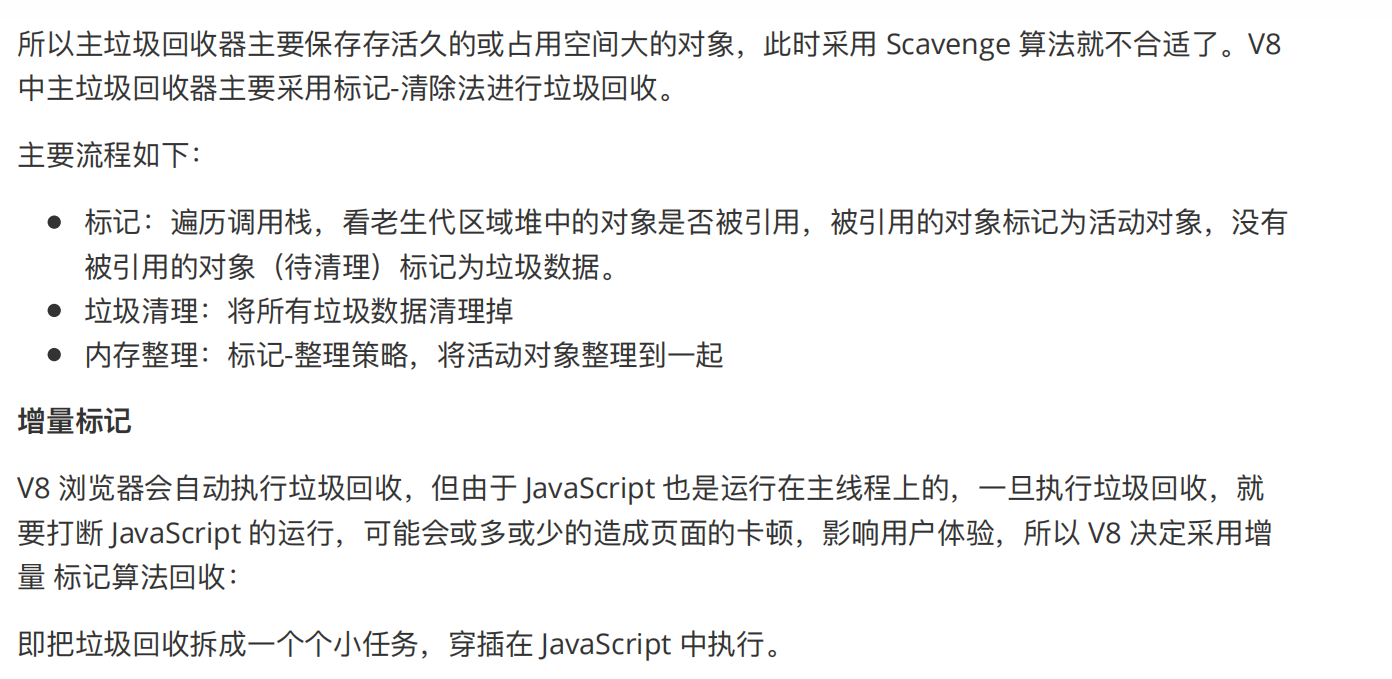 所以主垃圾回收器主要保存存活久的或占用空间大的对象，此时采用 Scavenge 算法就不合适了。V8
中主垃圾回收器主要采用标记-清除法进行垃圾回收。
主要流程如下：
● 标记：遍历调用栈，看老生代区域堆中的对象是否被引用，被引用的对象标记为活动对象，没有
被引用的对象（待清理）标记为垃圾数据。
● 垃圾清理：将所有垃圾数据清理掉
● 内存整理：标记-整理策略，将活动对象整理到一起
增量标记
V8 浏览器会自动执行垃圾回收，但由于 JavaScript 也是运行在主线程上的，一旦执行垃圾回收，就
要打断 JavaScript 的运行，可能会或多或少的造成页面的卡顿，影响用户体验，所以 V8 决定采用增
量 标记算法回收：
即把垃圾回收拆成一个个小任务，穿插在 JavaScript 中执行。